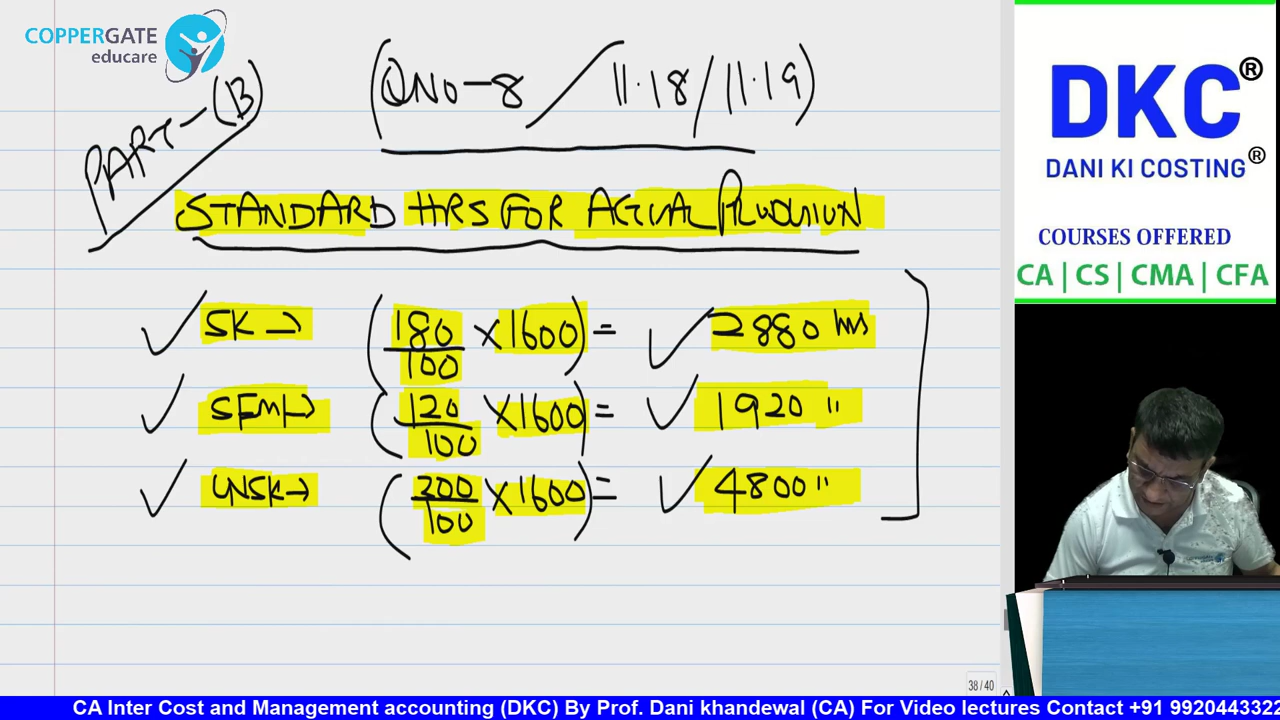 COPPERGATE
educare
(QNO-8 / 11.18 / 11.19)
PART-(B)
STANDARD HRS FOR ACTUAL PRODUCTION
SK → (180/100 × 1600) = 2880 hrs
SEMI → (120/100 × 1600) = 1920 "
UNSK → (300/100 × 1600) = 4800 "
38 / 40
DKC®
DANI KI COSTING®
COURSES OFFERED
CA | CS | CMA | CFA
CA Inter Cost and Management accounting (DKC) By Prof. Dani khandewal (CA) For Video lectures Contact +91 9920443322